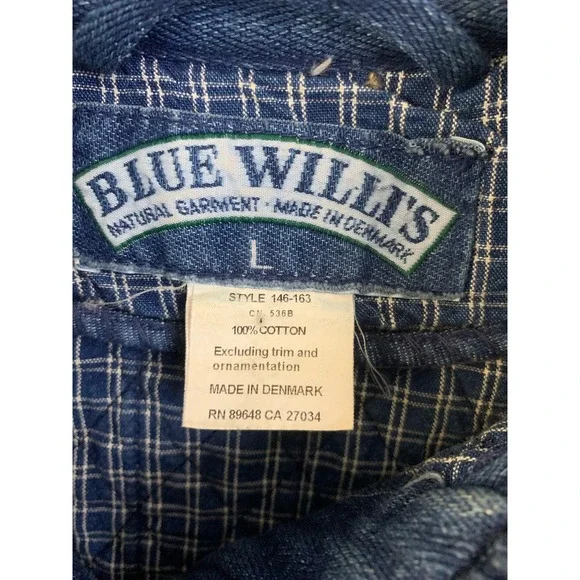 BLUE WILLI'S
NATURAL GARMENT · MADE IN DENMARK
L
STYLE 146-163
CN 536B
100% COTTON
Excluding trim and
ornamentation
MADE IN DENMARK
RN 89648 CA 27034